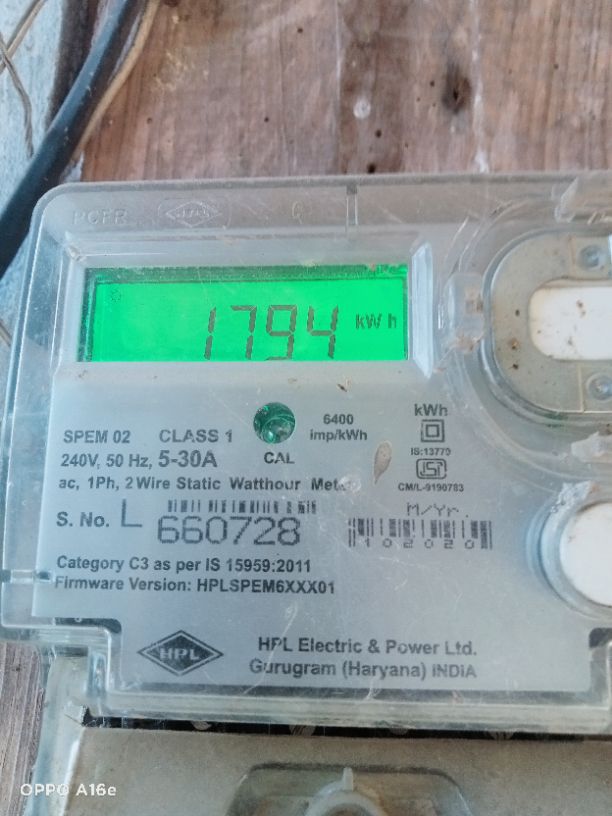 1794 kWh
SPEM 02 CLASS 1 6400 imp/kWh kWh
240V, 50 Hz, 5-30A CAL IS:13779
ac, 1Ph, 2 Wire Static Watthour Meter CM/L-9190783
S. No. L 660728 M/Yr. 102020
Category C3 as per IS 15959:2011
Firmware Version: HPLSPEM6XXX01
HPL HPL Electric & Power Ltd.
Gurugram (Haryana) INDIA
OPPO A16e